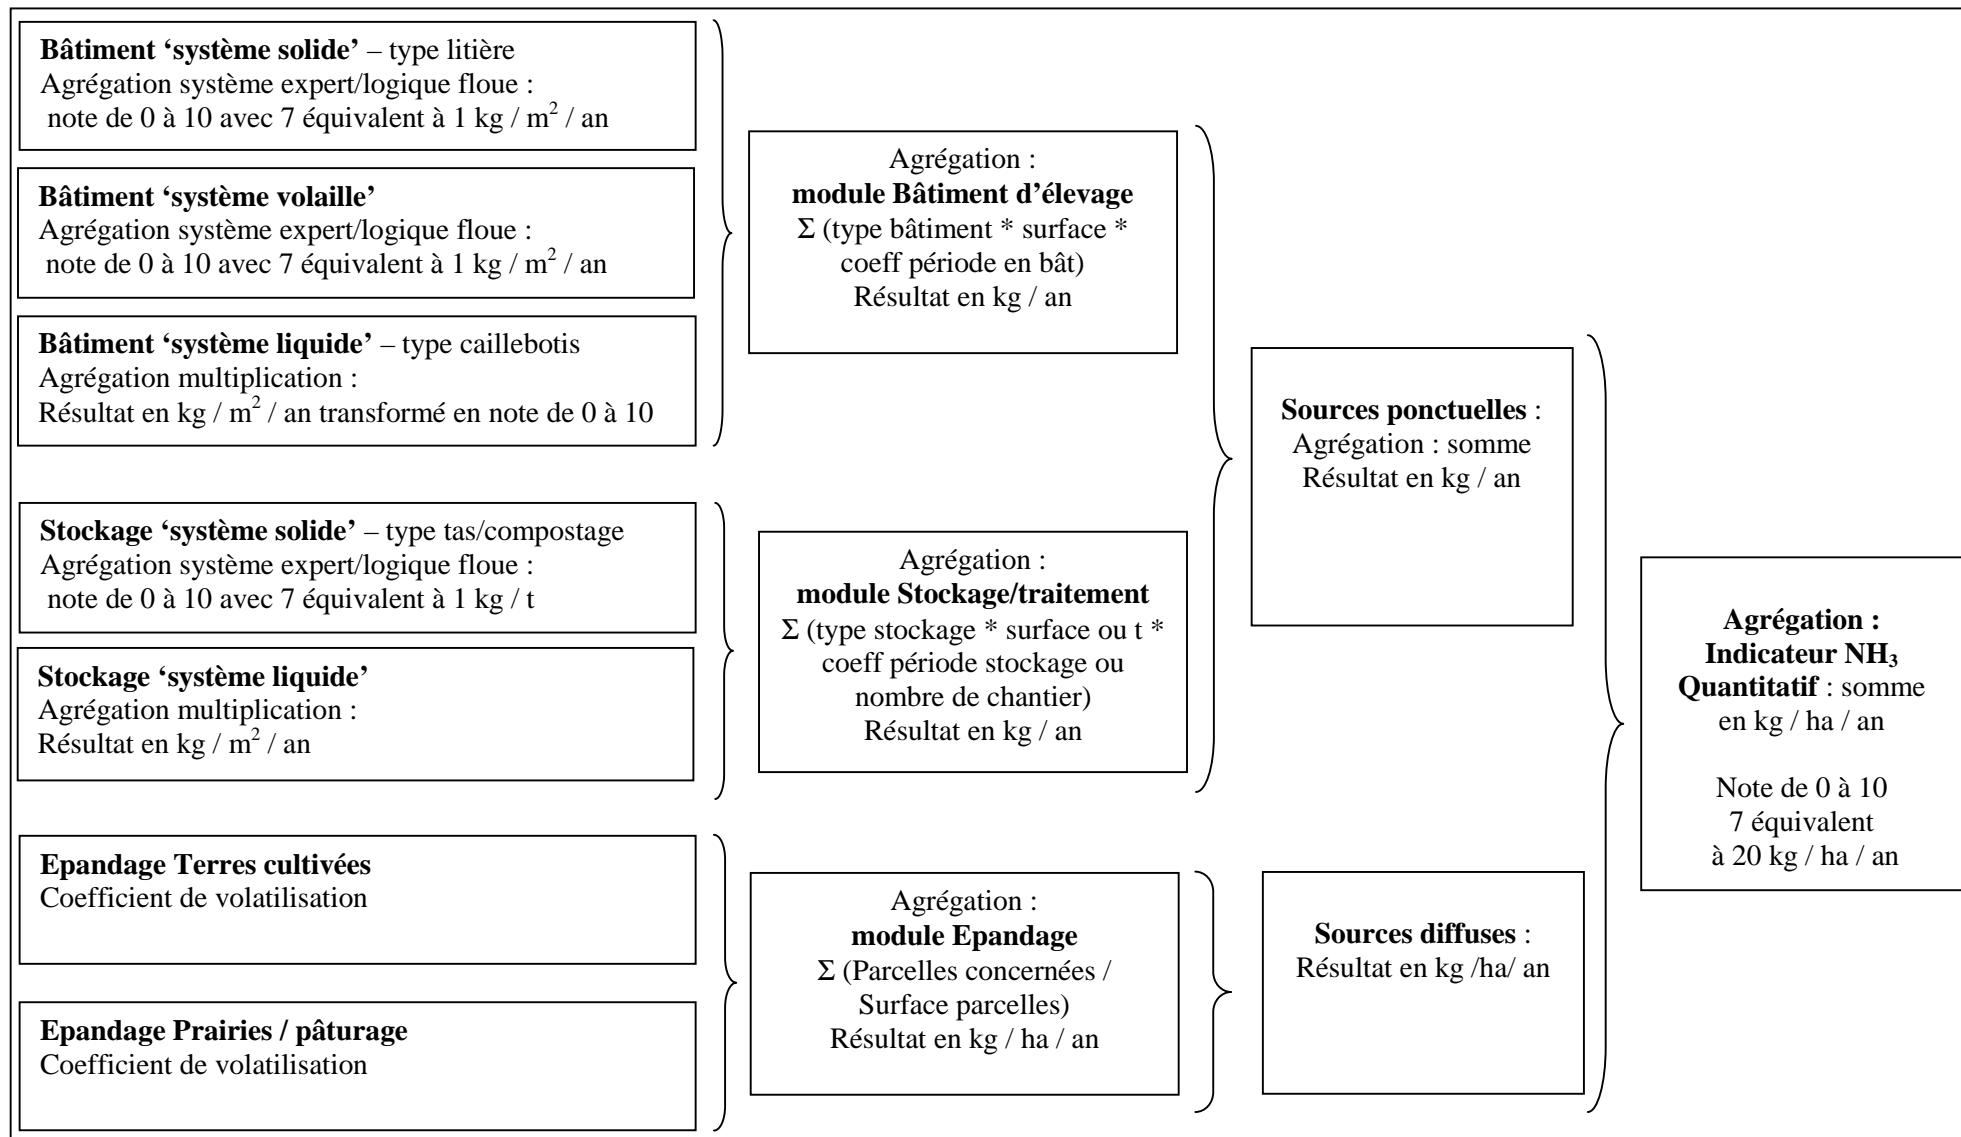 Bâtiment ‘système solide’ – type litière
Agrégation système expert/logique floue :
note de 0 à 10 avec 7 équivalent à 1 kg / m² / an
Bâtiment ‘système volaille’
Agrégation système expert/logique floue :
note de 0 à 10 avec 7 équivalent à 1 kg / m² / an
Bâtiment ‘système liquide’ – type caillebotis
Agrégation multiplication :
Résultat en kg / m² / an transformé en note de 0 à 10
Stockage ‘système solide’ – type tas/compostage
Agrégation système expert/logique floue :
note de 0 à 10 avec 7 équivalent à 1 kg / t
Stockage ‘système liquide’
Agrégation multiplication :
Résultat en kg / m² / an
Epandage Terres cultivées
Coefficient de volatilisation
Epandage Prairies / pâturage
Coefficient de volatilisation
Agrégation :
module Bâtiment d’élevage
Σ (type bâtiment * surface *
coeff période en bât)
Résultat en kg / an
Agrégation :
module Stockage/traitement
Σ (type stockage * surface ou t *
coeff période stockage ou
nombre de chantier)
Résultat en kg / an
Agrégation :
module Epandage
Σ (Parcelles concernées /
Surface parcelles)
Résultat en kg / ha / an
Sources ponctuelles :
Agrégation : somme
Résultat en kg / an
Sources diffuses :
Résultat en kg /ha/ an
Agrégation :
Indicateur NH₃
Quantitatif : somme
en kg / ha / an
Note de 0 à 10
7 équivalent
à 20 kg / ha / an